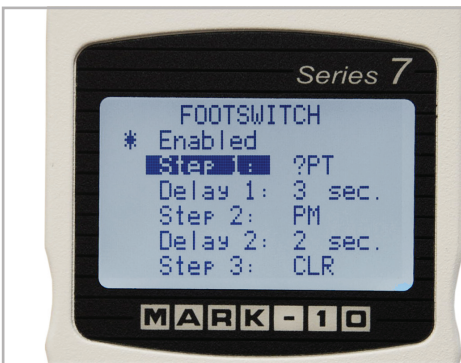 Series 7
FOOTSWITCH
* Enabled
Step 1: ?PT
Delay 1: 3 sec.
Step 2: PM
Delay 2: 2 sec.
Step 3: CLR
MARK-10